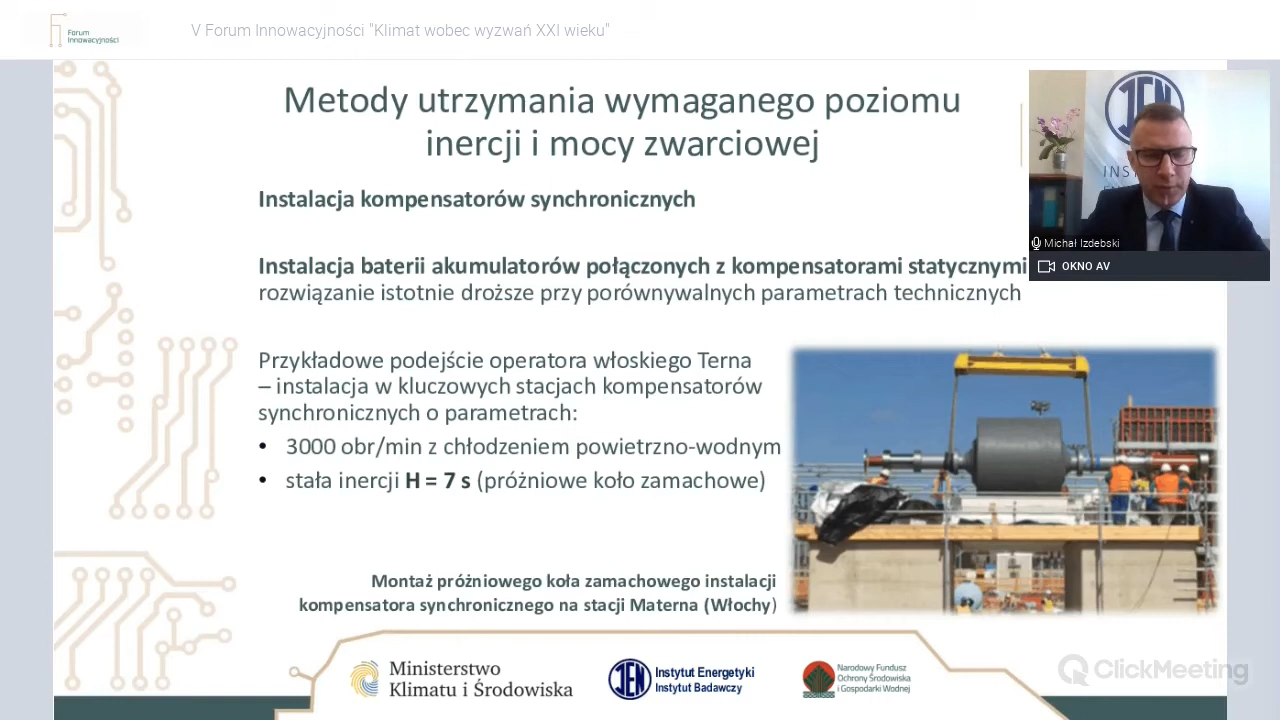 Forum
Innowacyjności
V Forum Innowacyjności "Klimat wobec wyzwań XXI wieku"
Metody utrzymania wymaganego poziomu
inercji i mocy zwarciowej
Instalacja kompensatorów synchronicznych
Instalacja baterii akumulatorów połączonych z kompensatorami statycznymi
rozwiązanie istotnie droższe przy porównywalnych parametrach technicznych
Przykładowe podejście operatora włoskiego Terna
– instalacja w kluczowych stacjach kompensatorów
synchronicznych o parametrach:
• 3000 obr/min z chłodzeniem powietrzno-wodnym
• stała inercji H = 7 s (próżniowe koło zamachowe)
Montaż próżniowego koła zamachowego instalacji
kompensatora synchronicznego na stacji Materna (Włochy)
IEN
INS
Michał Izdebski
OKNO AV
Ministerstwo
Klimatu i Środowiska
IEN
Instytut Energetyki
Instytut Badawczy
Narodowy Fundusz
Ochrony Środowiska
i Gospodarki Wodnej
ClickMeeting